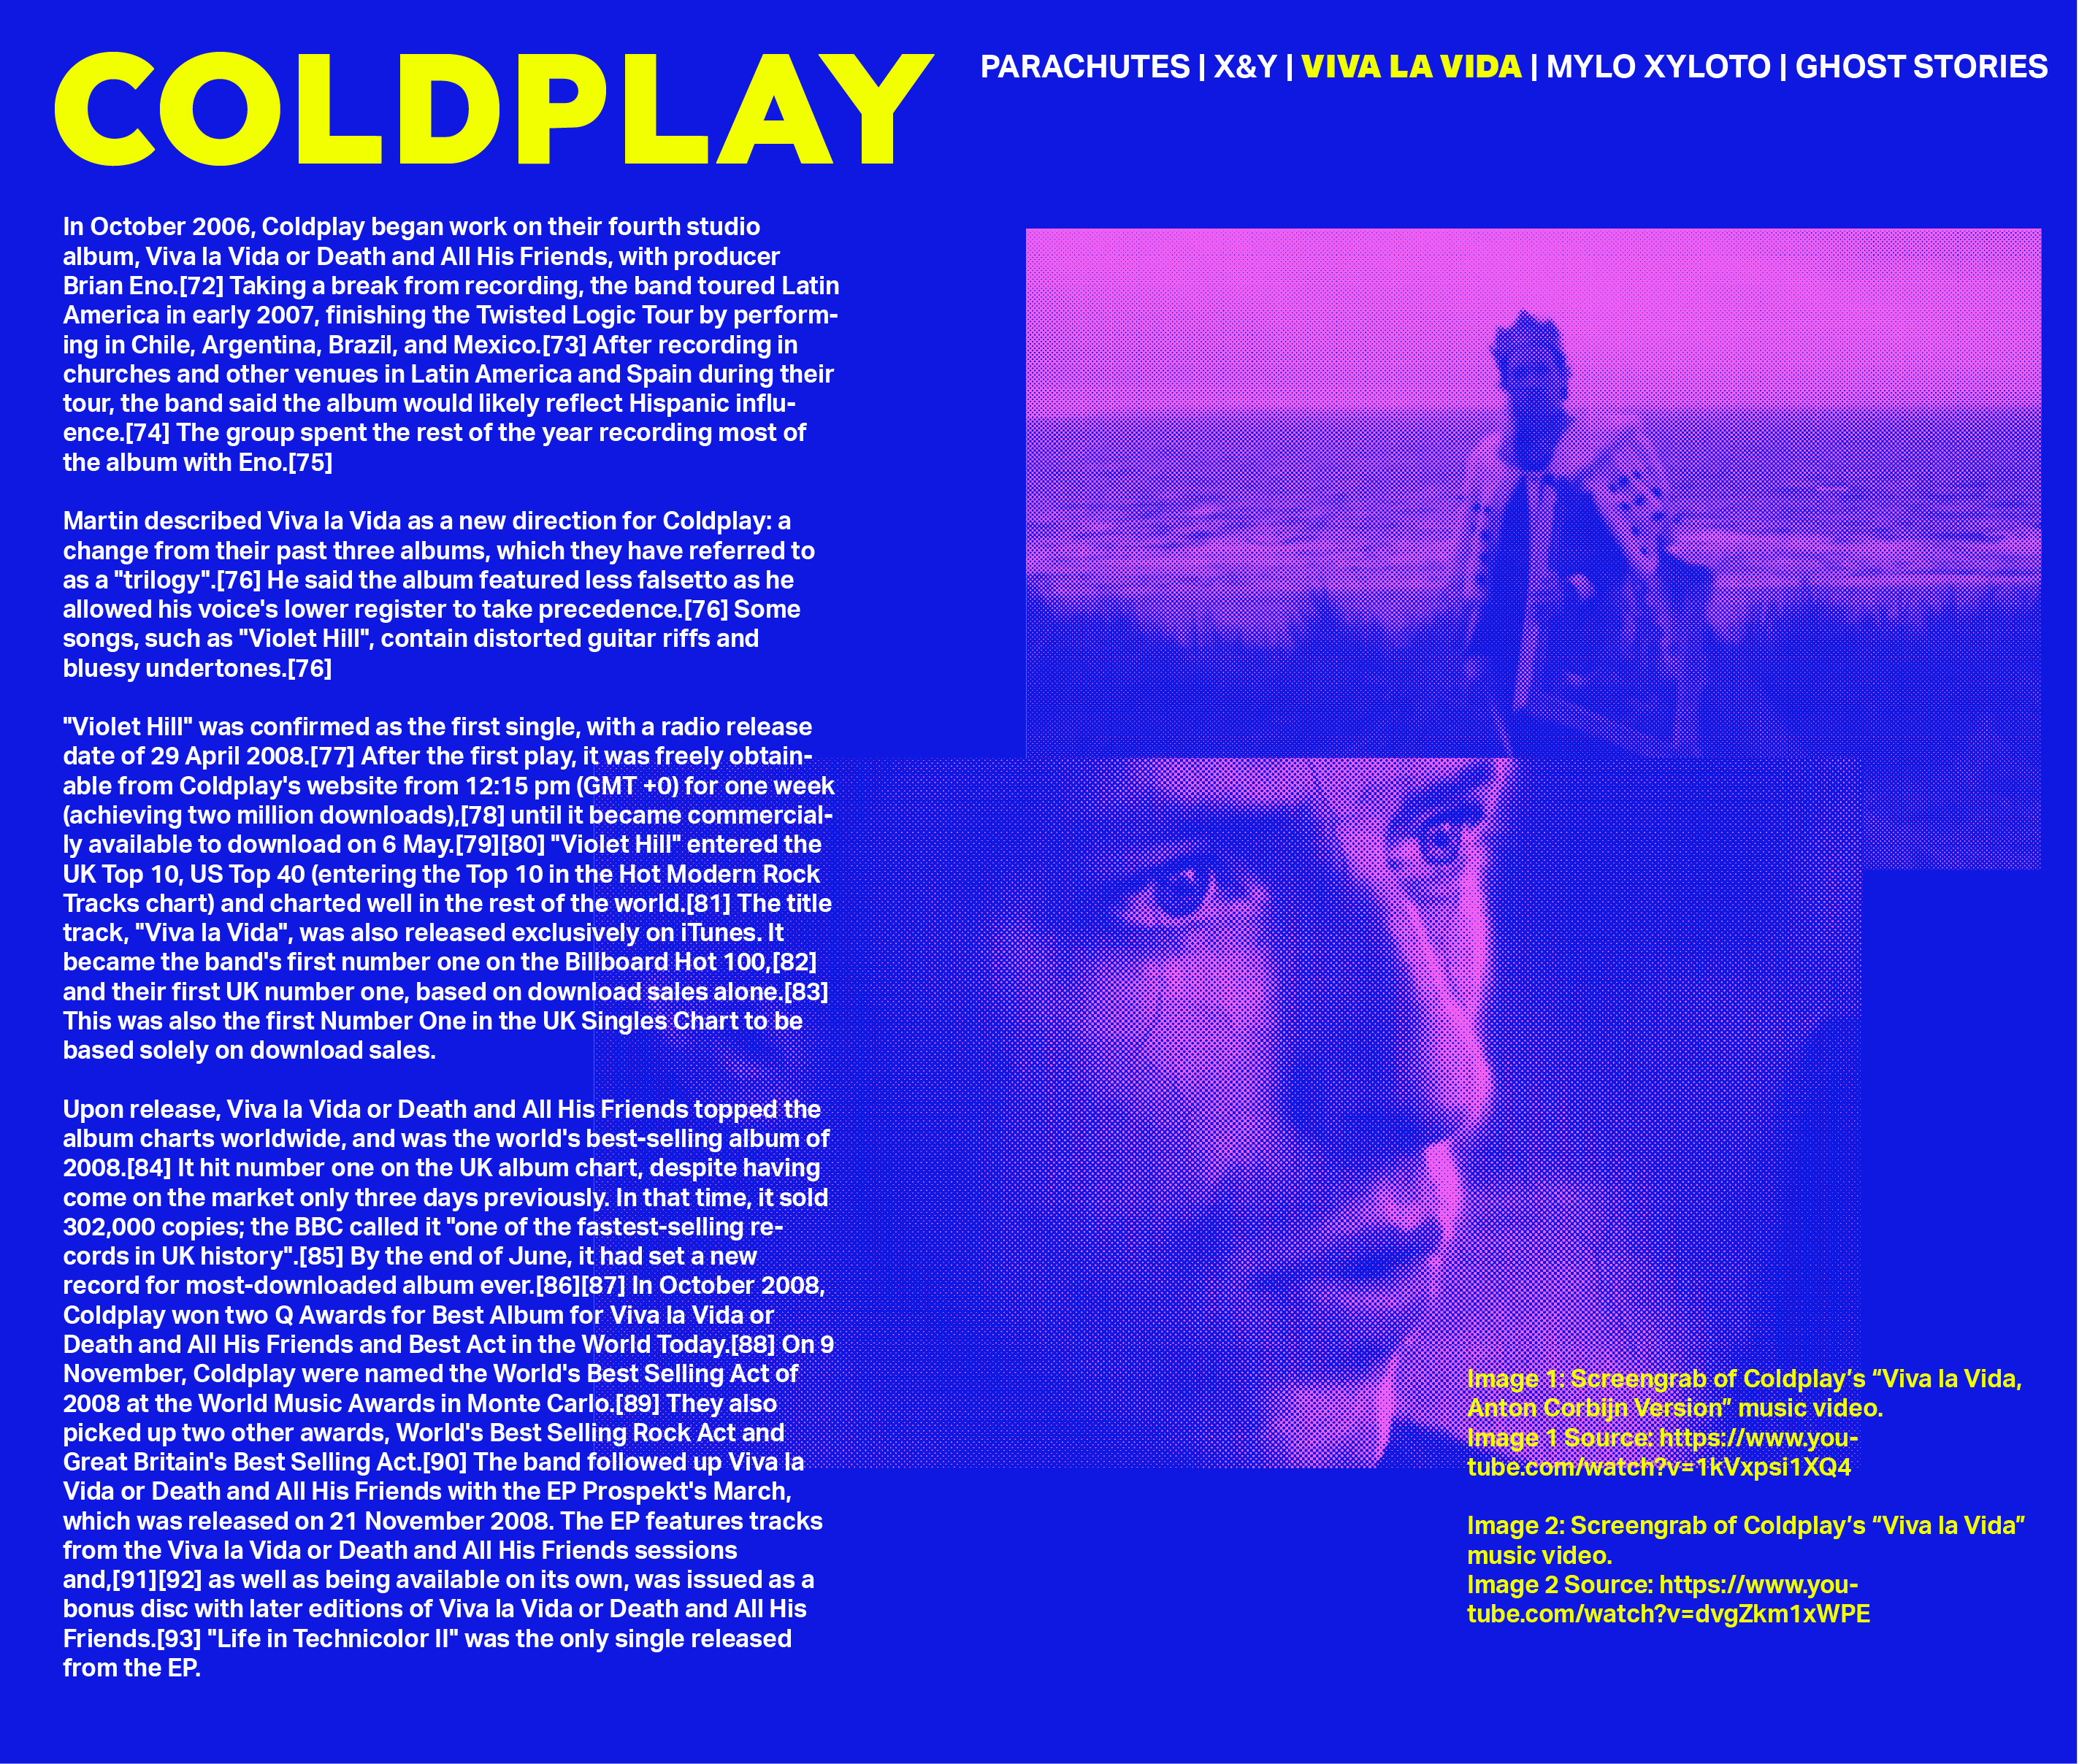 COLDPLAY
PARACHUTES | X&Y | VIVA LA VIDA | MYLO XYLOTO | GHOST STORIES
In October 2006, Coldplay began work on their fourth studio
album, Viva la Vida or Death and All His Friends, with producer
Brian Eno.[72] Taking a break from recording, the band toured Latin
America in early 2007, finishing the Twisted Logic Tour by perform-
ing in Chile, Argentina, Brazil, and Mexico.[73] After recording in
churches and other venues in Latin America and Spain during their
tour, the band said the album would likely reflect Hispanic influ-
ence.[74] The group spent the rest of the year recording most of
the album with Eno.[75]
Martin described Viva la Vida as a new direction for Coldplay: a
change from their past three albums, which they have referred to
as a "trilogy".[76] He said the album featured less falsetto as he
allowed his voice's lower register to take precedence.[76] Some
songs, such as "Violet Hill", contain distorted guitar riffs and
bluesy undertones.[76]
"Violet Hill" was confirmed as the first single, with a radio release
date of 29 April 2008.[77] After the first play, it was freely obtain-
able from Coldplay's website from 12:15 pm (GMT +0) for one week
(achieving two million downloads),[78] until it became commercial-
ly available to download on 6 May.[79][80] "Violet Hill" entered the
UK Top 10, US Top 40 (entering the Top 10 in the Hot Modern Rock
Tracks chart) and charted well in the rest of the world.[81] The title
track, "Viva la Vida", was also released exclusively on iTunes. It
became the band's first number one on the Billboard Hot 100,[82]
and their first UK number one, based on download sales alone.[83]
This was also the first Number One in the UK Singles Chart to be
based solely on download sales.
Upon release, Viva la Vida or Death and All His Friends topped the
album charts worldwide, and was the world's best-selling album of
2008.[84] It hit number one on the UK album chart, despite having
come on the market only three days previously. In that time, it sold
302,000 copies; the BBC called it "one of the fastest-selling re-
cords in UK history".[85] By the end of June, it had set a new
record for most-downloaded album ever.[86][87] In October 2008,
Coldplay won two Q Awards for Best Album for Viva la Vida or
Death and All His Friends and Best Act in the World Today.[88] On 9
November, Coldplay were named the World's Best Selling Act of
2008 at the World Music Awards in Monte Carlo.[89] They also
picked up two other awards, World's Best Selling Rock Act and
Great Britain's Best Selling Act.[90] The band followed up Viva la
Vida or Death and All His Friends with the EP Prospekt's March,
which was released on 21 November 2008. The EP features tracks
from the Viva la Vida or Death and All His Friends sessions
and,[91][92] as well as being available on its own, was issued as a
bonus disc with later editions of Viva la Vida or Death and All His
Friends.[93] "Life in Technicolor II" was the only single released
from the EP.
Image 1: Screengrab of Coldplay’s “Viva la Vida,
Anton Corbijn Version” music video.
Image 1 Source: https://www.you-
tube.com/watch?v=1kVxpsi1XQ4
Image 2: Screengrab of Coldplay’s “Viva la Vida”
music video.
Image 2 Source: https://www.you-
tube.com/watch?v=dvgZkm1xWPE